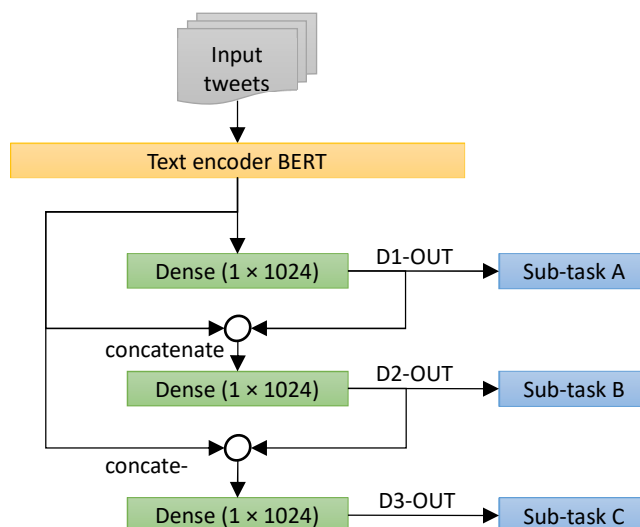 Input
tweets
Text encoder BERT
D1-OUT
Dense (1 × 1024)
Sub-task A
concatenate
D2-OUT
Dense (1 × 1024)
Sub-task B
concate-
D3-OUT
Dense (1 × 1024)
Sub-task C